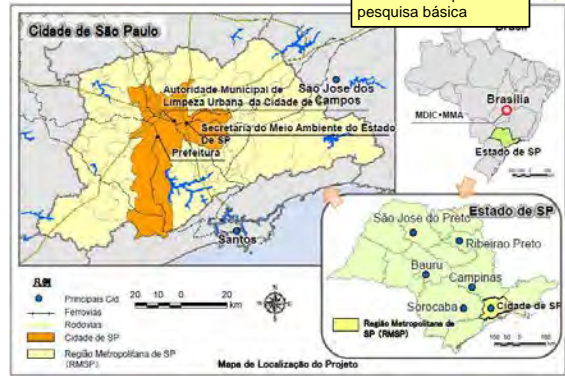 pesquisa básica
Cidade de São Paulo
Autoridade Municipal de
Limpeza Urbana da Cidade de
São Jose dos
Campos
Secretaria do Meio Ambiente do Estado
De SP
Prefeitura
Santos
Principais Cid
Ferrovias
Rodovias
Cidade de SP
Região Metropolitana de SP
(RMSP)
20 10 0 20
km
Mapa de Localização do Projeto
Brasilia
MDIC•MMA
Estado de SP
Estado de SP
São Jose do Preto
Ribeirao Preto
Bauru
Campinas
Sorocaba
Cidade de SP
Região Metropolitana de
SP (RMSP)